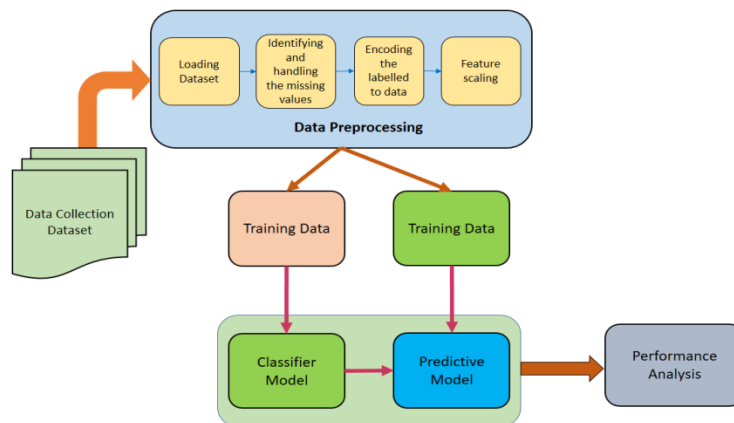 Loading
Dataset
Identifying
and
handling
the missing
values
Encoding
the
labelled
to data
Feature
scaling
Data Preprocessing
Data Collection
Dataset
Training Data
Training Data
Classifier
Model
Predictive
Model
Performance
Analysis